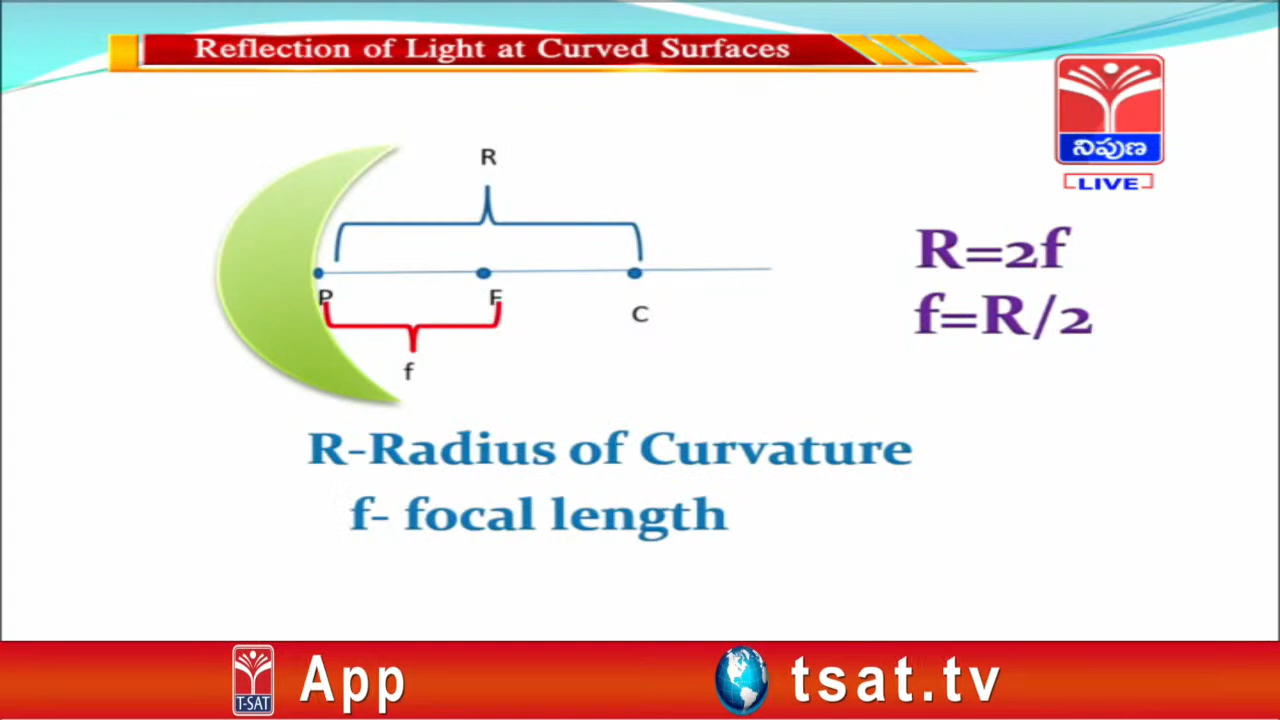 Reflection of Light at Curved Surfaces
నిపుణ
LIVE
R
P
F
C
f
R=2f
f=R/2
R-Radius of Curvature
f- focal length
T-SAT
App
tsat.tv